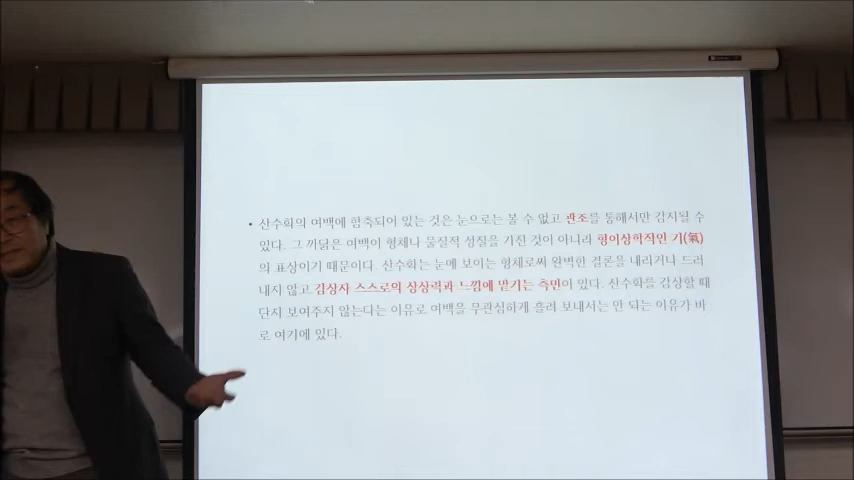 • 산수화의 여백에 함축되어 있는 것은 눈으로는 볼 수 없고 관조를 통해서만 감지될 수
있다. 그 까닭은 여백이 형체나 물질적 성질을 가진 것이 아니라 형이상학적인 기(氣)
의 표상이기 때문이다. 산수화는 눈에 보이는 형체로써 완벽한 결론을 내리거나 드러
내지 않고 감상자 스스로의 상상력과 느낌에 맡기는 측면이 있다. 산수화를 감상할 때
단지 보여주지 않는다는 이유로 여백을 무관심하게 흘려 보내서는 안 되는 이유가 바
로 여기에 있다.